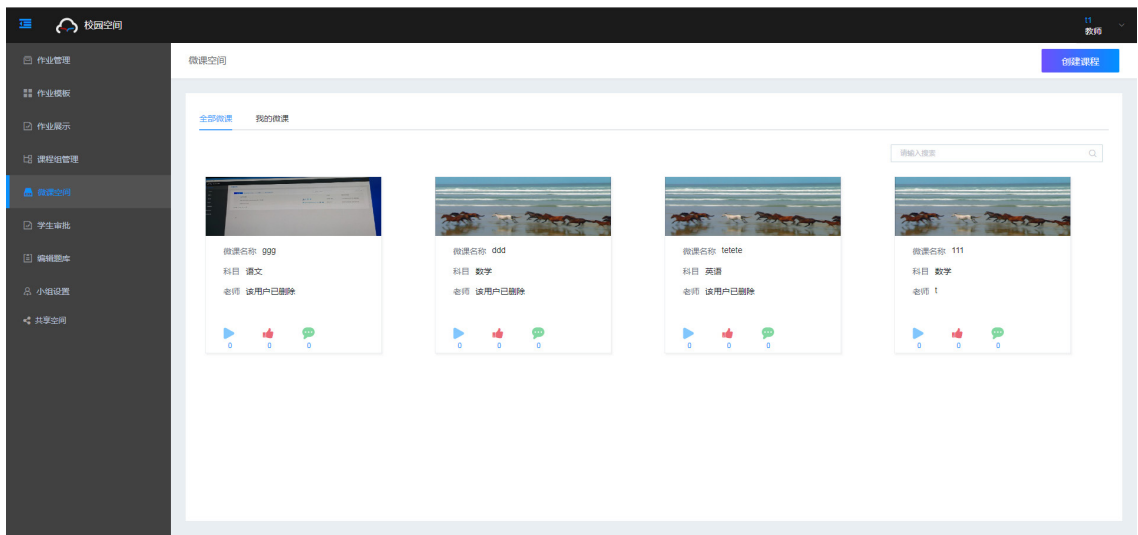 校园空间
t1
教师
作业管理
作业模板
作业展示
课程组管理
微课空间
学生审批
编辑题库
小组设置
共享空间
微课空间
创建课程
全部微课 我的微课
请输入搜索
微课名称 ggg
科目 语文
老师 该用户已删除
0 0 0
微课名称 ddd
科目 数学
老师 该用户已删除
0 0 0
微课名称 tetete
科目 英语
老师 该用户已删除
0 0 0
微课名称 111
科目 数学
老师 t
0 0 0